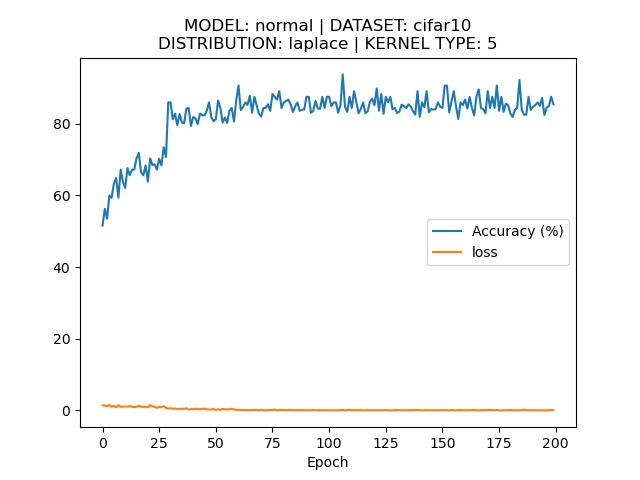 MODEL: normal | DATASET: cifar10
DISTRIBUTION: laplace | KERNEL TYPE: 5
80
60
40
20
0
Accuracy (%)
loss
0 25 50 75 100 125 150 175 200
Epoch